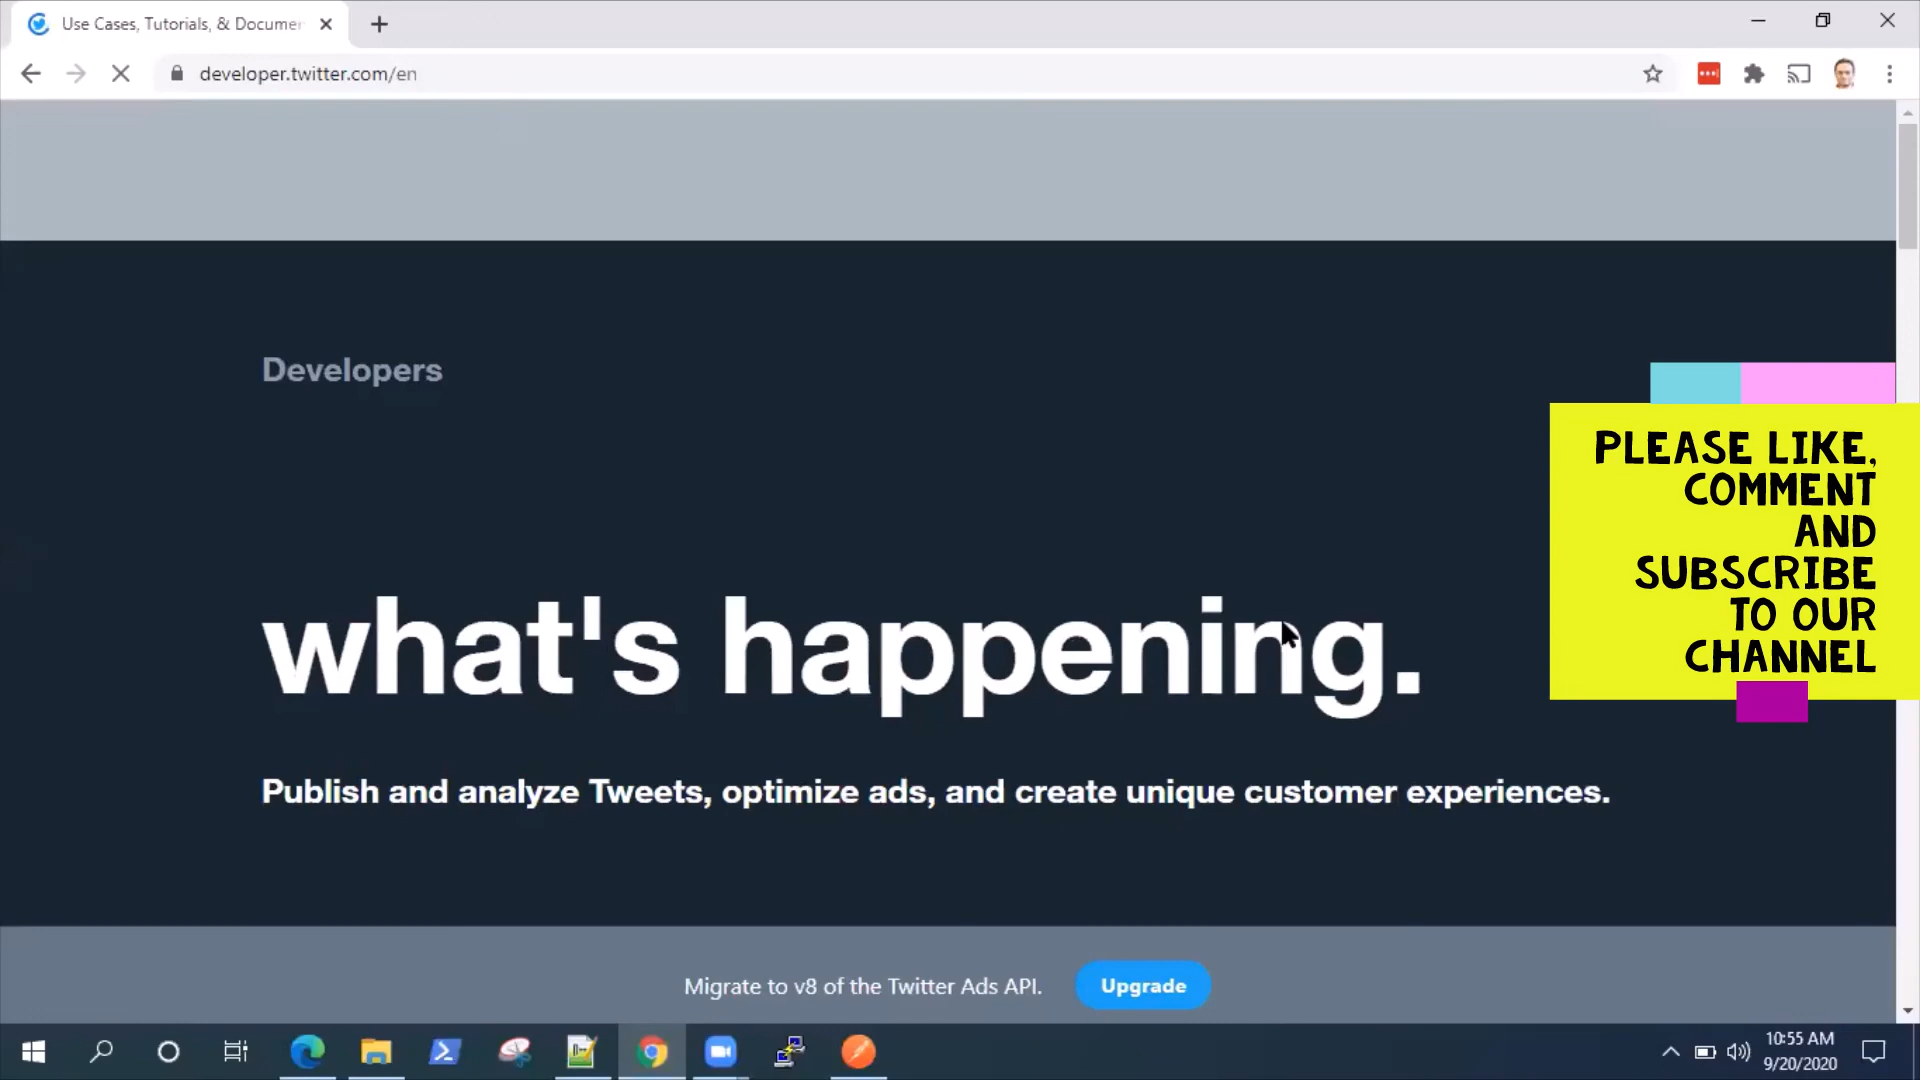 Use Cases, Tutorials, & Documen
developer.twitter.com/en
Developers
what's happening.
Publish and analyze Tweets, optimize ads, and create unique customer experiences.
PLEASE LIKE,
COMMENT
AND
SUBSCRIBE
TO OUR
CHANNEL
Migrate to v8 of the Twitter Ads API.
Upgrade
10:55 AM
9/20/2020